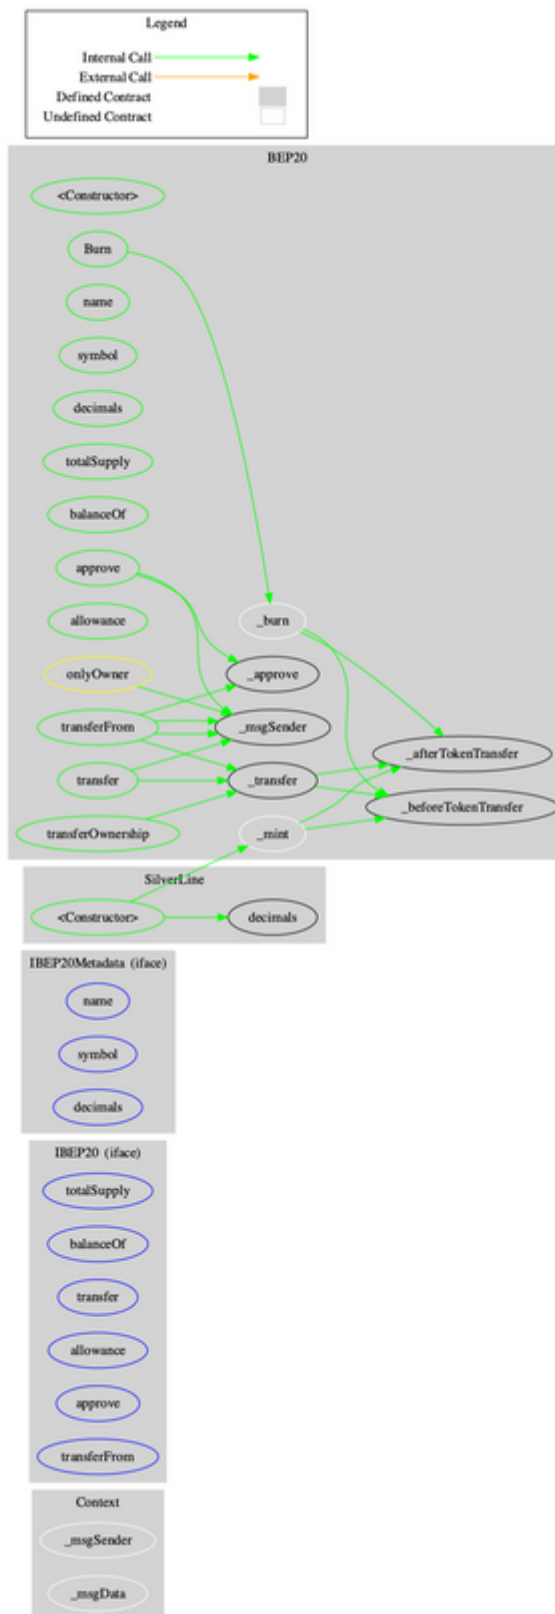 Legend
Internal Call
External Call
Defined Contract
Undefined Contract
BEP20
<Constructor>
Burn
name
symbol
decimals
totalSupply
balanceOf
approve
allowance
_burn
onlyOwner
_approve
transferFrom
_msgSender
_afterTokenTransfer
transfer
_transfer
_beforeTokenTransfer
transferOwnership
_mint
SilverLine
<Constructor>
decimals
IBEP20Metadata (iface)
name
symbol
decimals
IBEP20 (iface)
totalSupply
balanceOf
transfer
allowance
approve
transferFrom
Context
_msgSender
_msgData